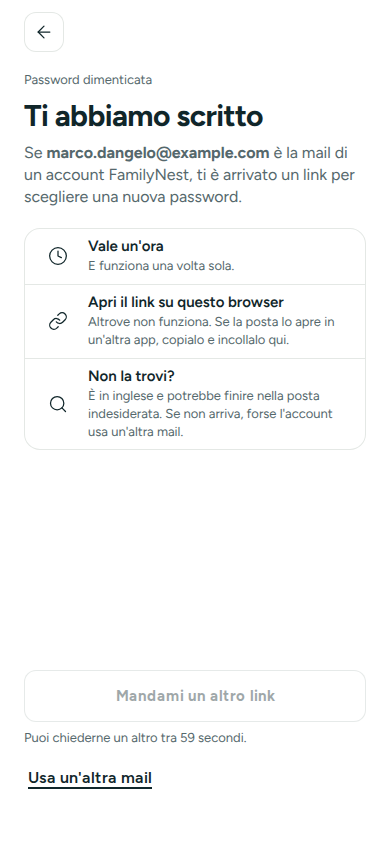 Password dimenticata
Ti abbiamo scritto
Se marco.dangelo@example.com è la mail di
un account FamilyNest, ti è arrivato un link per
scegliere una nuova password.
Vale un'ora
E funziona una volta sola.
Apri il link su questo browser
Altrove non funziona. Se la posta lo apre in
un'altra app, copialo e incollalo qui.
Non la trovi?
È in inglese e potrebbe finire nella posta
indesiderata. Se non arriva, forse l'account
usa un'altra mail.
Mandami un altro link
Puoi chiederne un altro tra 59 secondi.
Usa un'altra mail